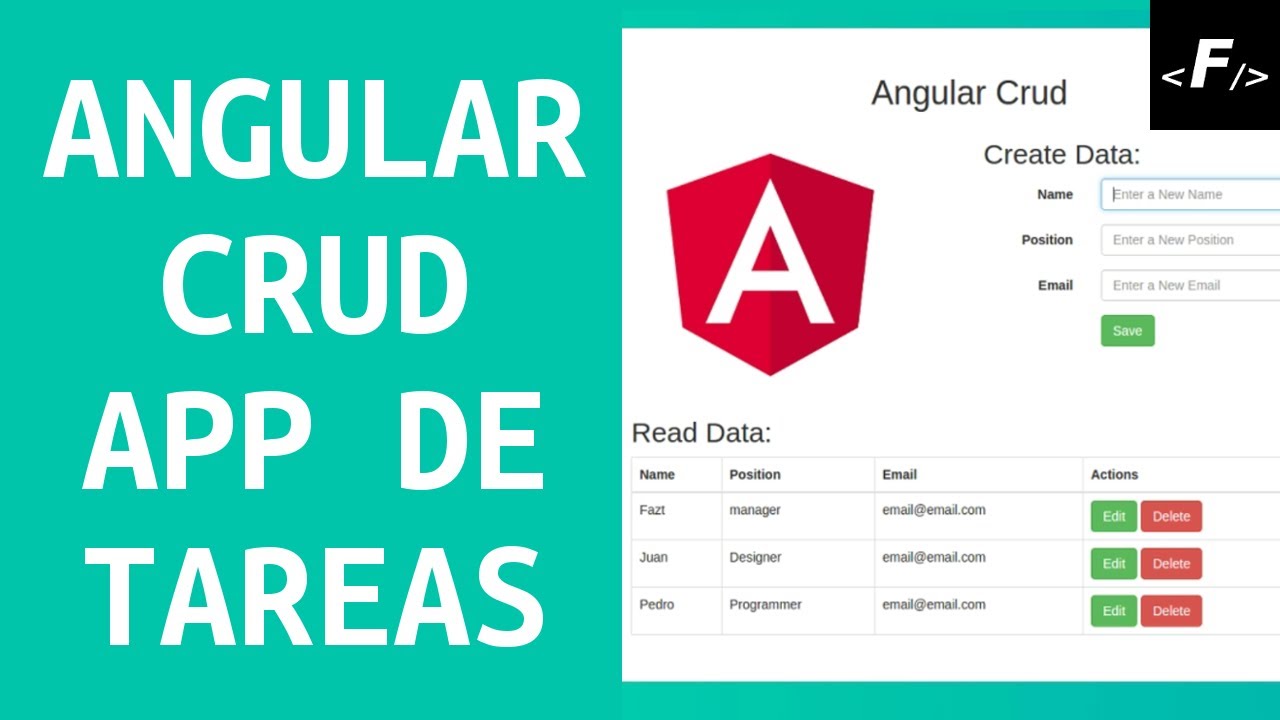 ANGULAR
CRUD
APP DE
TAREAS
<F/>
Angular Crud
Create Data:
Name Enter a New Name
Position Enter a New Position
Email Enter a New Email
Save
Read Data:
Name Position Email Actions
Fazt manager email@email.com Edit Delete
Juan Designer email@email.com Edit Delete
Pedro Programmer email@email.com Edit Delete